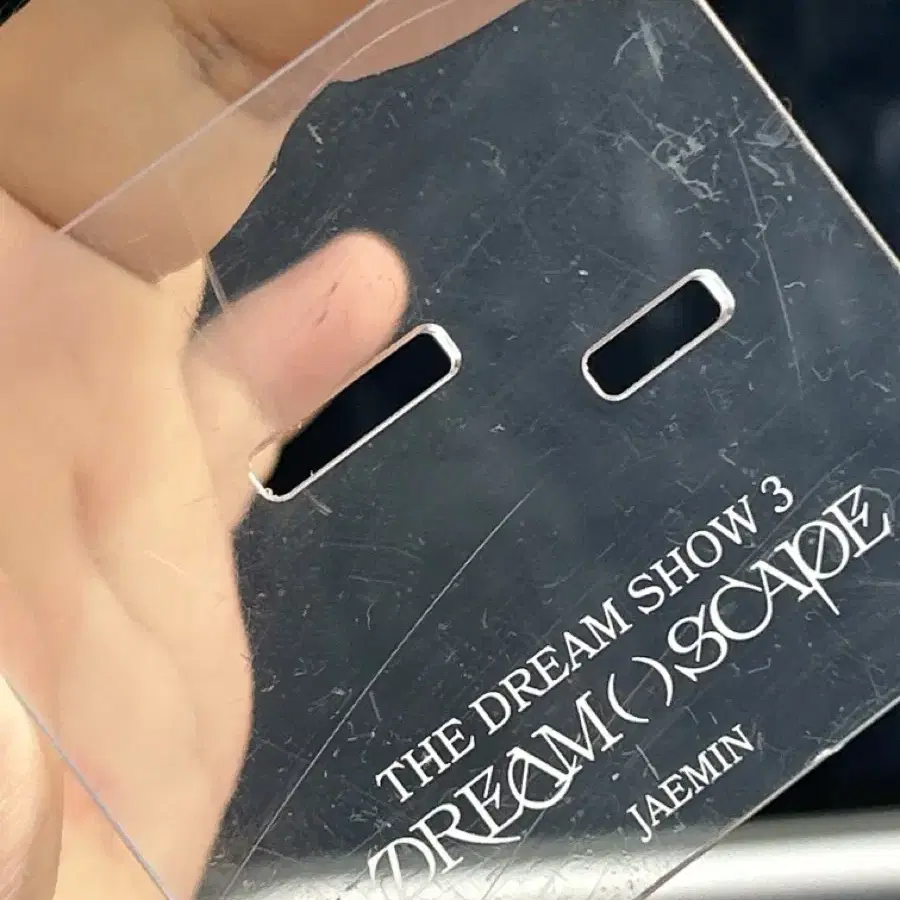 THE DREAM SHOW 3
DREAM( )SCAPE
JAEMIN